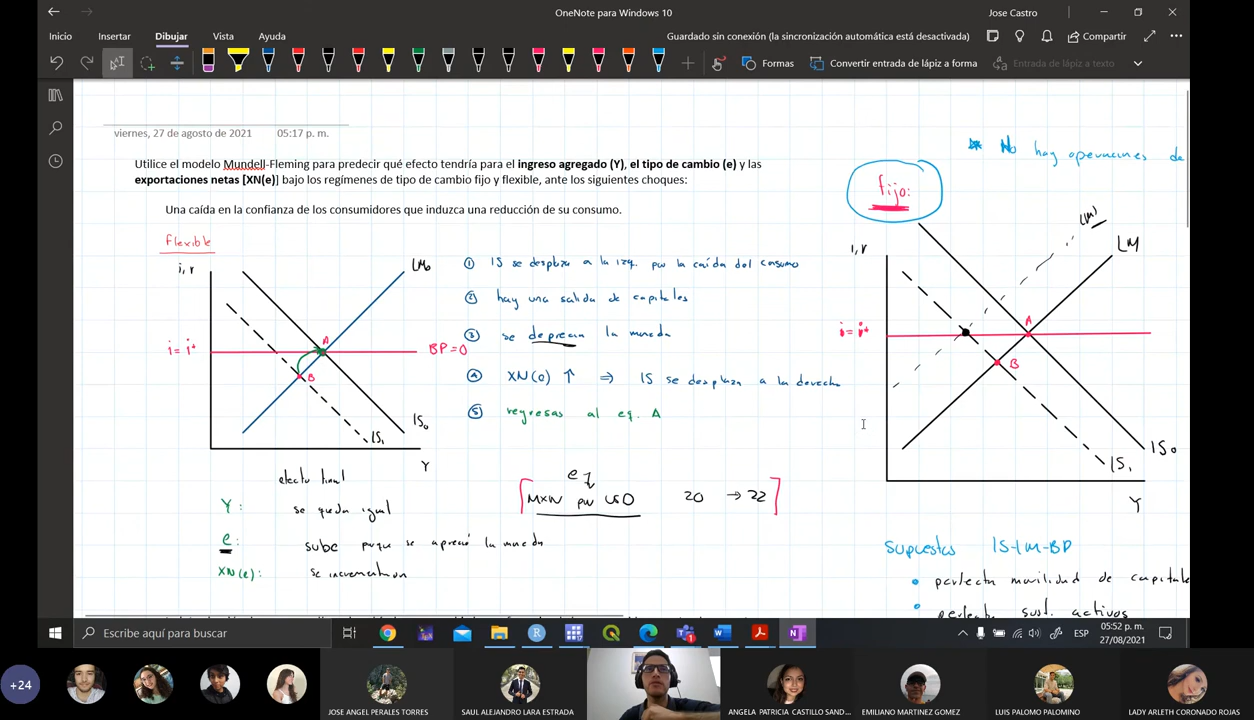 OneNote para Windows 10
Jose Castro
Inicio
Insertar
Dibujar
Vista
Ayuda
Guardado sin conexión (la sincronización automática está desactivada)
Compartir
Formas
Convertir entrada de lápiz a forma
Entrada de lápiz a texto
viernes, 27 de agosto de 2021 05:17 p. m.
Utilice el modelo Mundell-Fleming para predecir qué efecto tendría para el ingreso agregado (Y), el tipo de cambio (e) y las
exportaciones netas [XN(e)] bajo los regímenes de tipo de cambio fijo y flexible, ante los siguientes choques:
Una caída en la confianza de los consumidores que induzca una reducción de su consumo.
Flexible
i, r
LM₀
i = i*
A
BP=0
B
IS₀
IS₁
Y
① IS se desplaza a la izq. por la caída del consumo
② hay una salida de capitales
③ se deprecia la moneda
④ XN(e) ↑ ⇒ IS se desplaza a la derecha
⑤ regresas al eq. A
efecto final
Y: se queda igual
e: sube porque se apreció la moneda
XN(e): se incrementaron
e
MXN por USD 20 → 22
* No hay operaciones de
fijo:
i, r
LM'
LM
i = i*
A
B
IS₀
IS₁
Y
Supuestos IS-LM-BP
• perfecta movilidad de capitales
• perfecta sust. activos
Escribe aquí para buscar
ESP
05:52 p. m.
27/08/2021
+24
JOSE ANGEL PERALES TORRES
SAUL ALEJANDRO LARA ESTRADA
ANGELA PATRICIA CASTILLO SAND...
EMILIANO MARTINEZ GOMEZ
LUIS PALOMO PALOMINO
LADY ARLETH CORONADO ROJAS